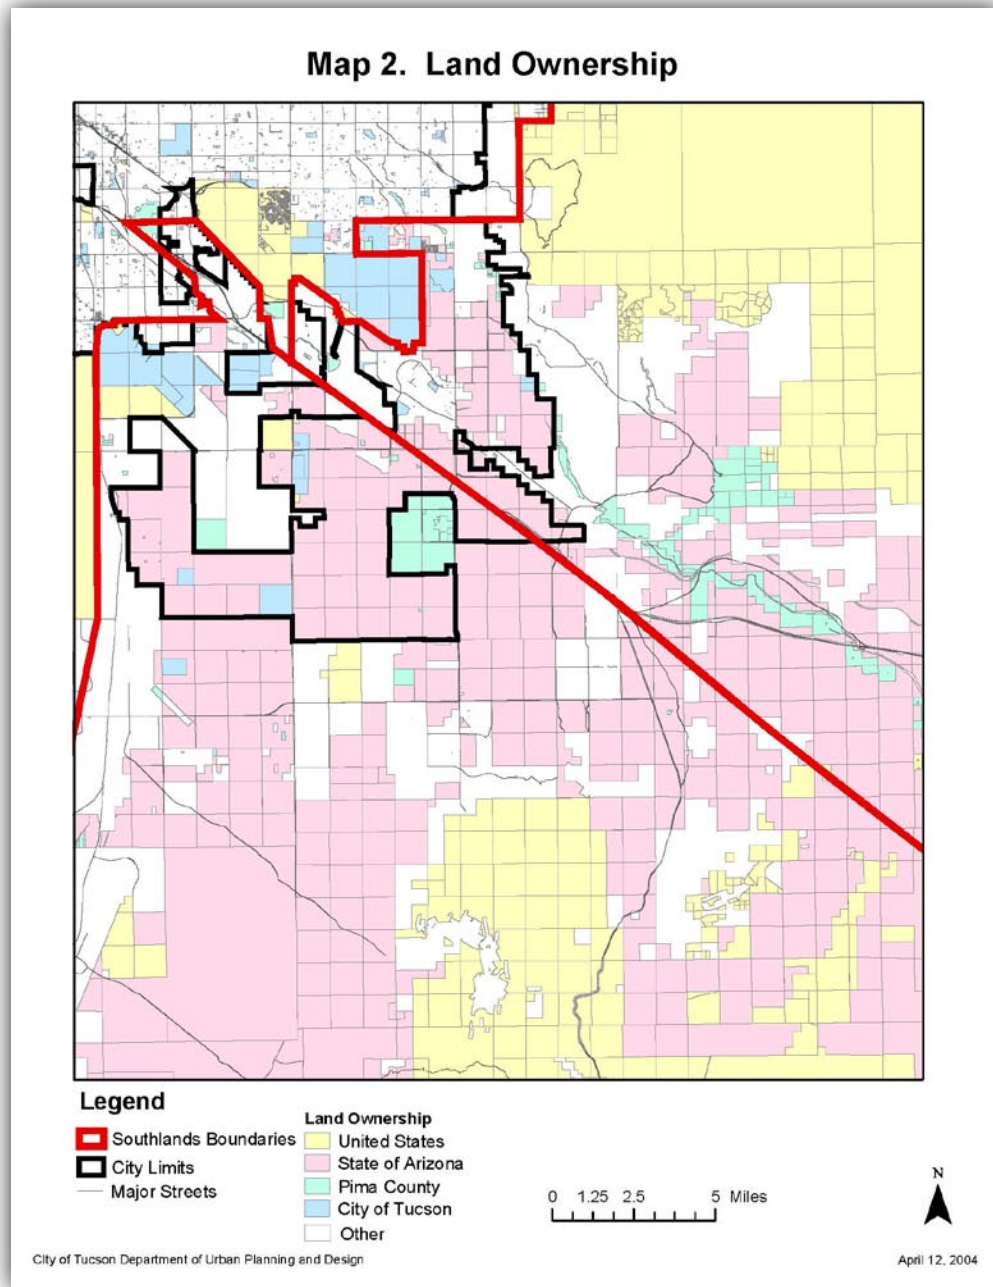 Map 2. Land Ownership
Legend
Southlands Boundaries
City Limits
Major Streets
Land Ownership
United States
State of Arizona
Pima County
City of Tucson
Other
0 1.25 2.5 5 Miles
N
City of Tucson Department of Urban Planning and Design
April 12, 2004